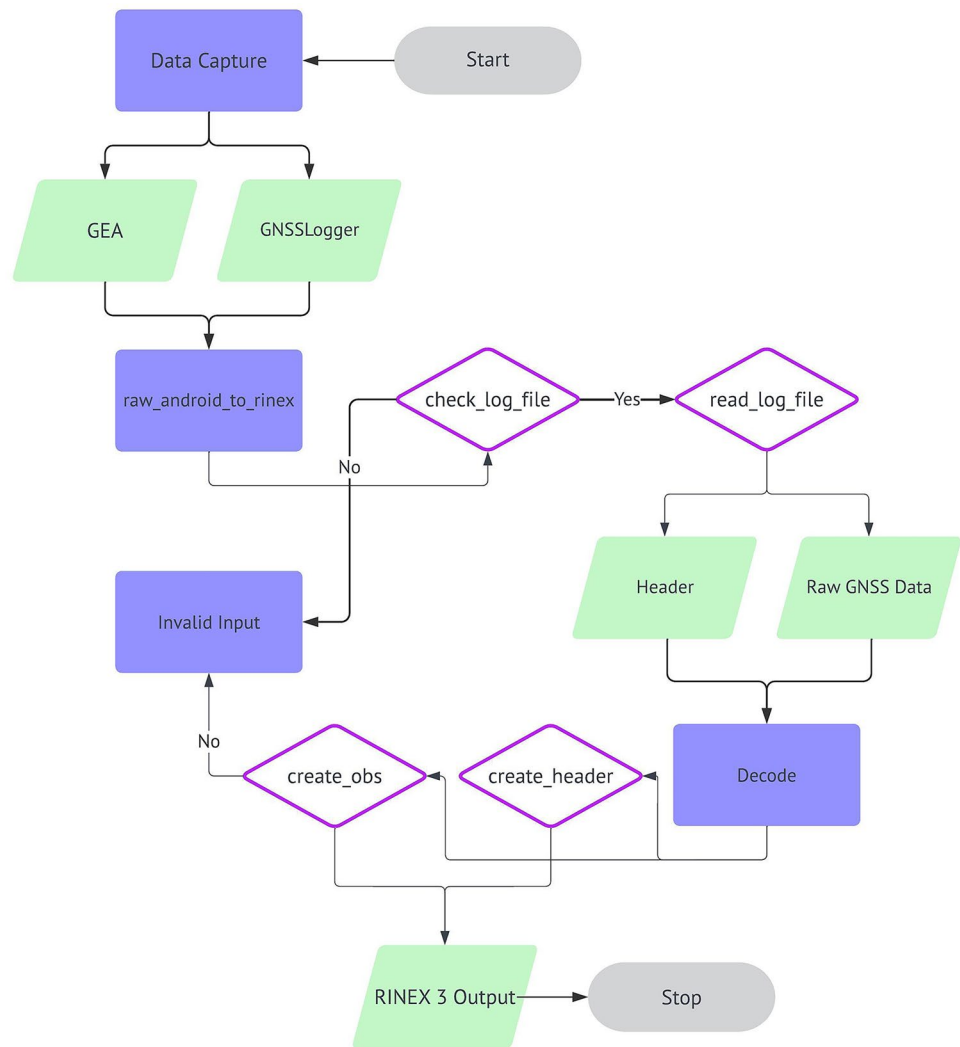 Data Capture
Start
GEA
GNSSLogger
raw_android_to_rinex
check_log_file
Yes
read_log_file
No
Header
Raw GNSS Data
Invalid Input
No
create_obs
create_header
Decode
RINEX 3 Output
Stop